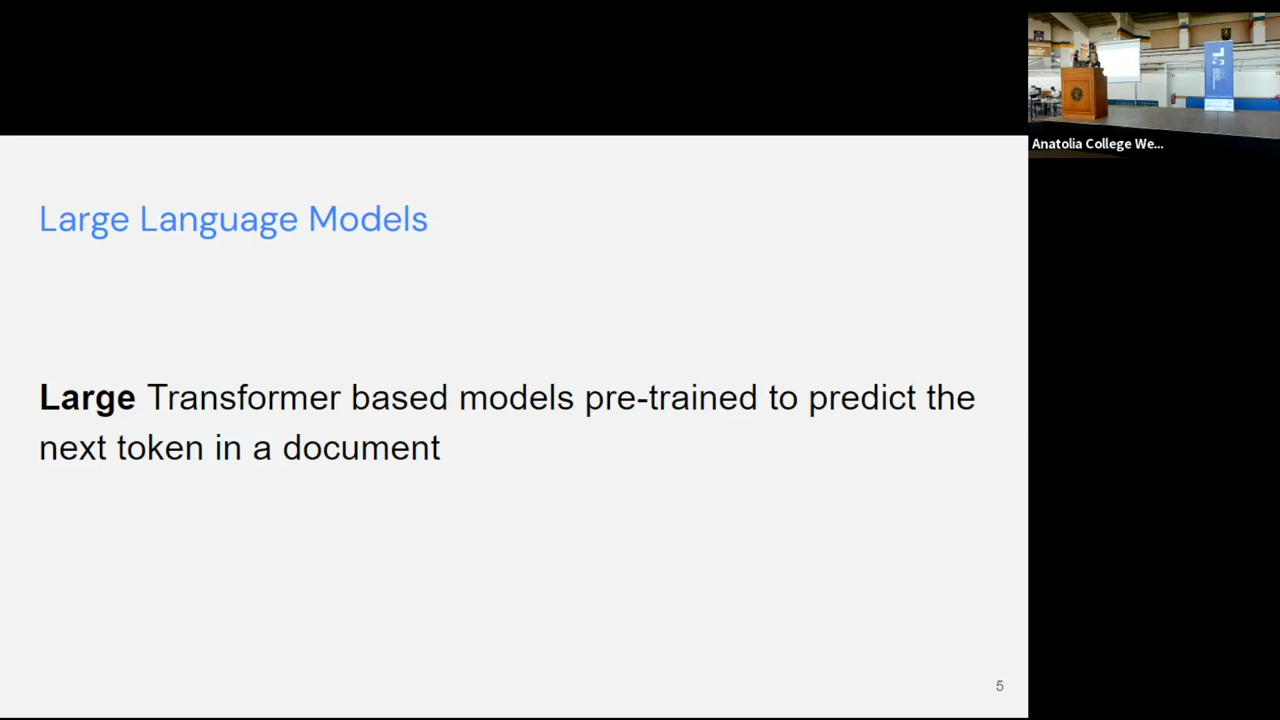 Large Language Models
Large Transformer based models pre-trained to predict the
next token in a document
5
Anatolia College We...